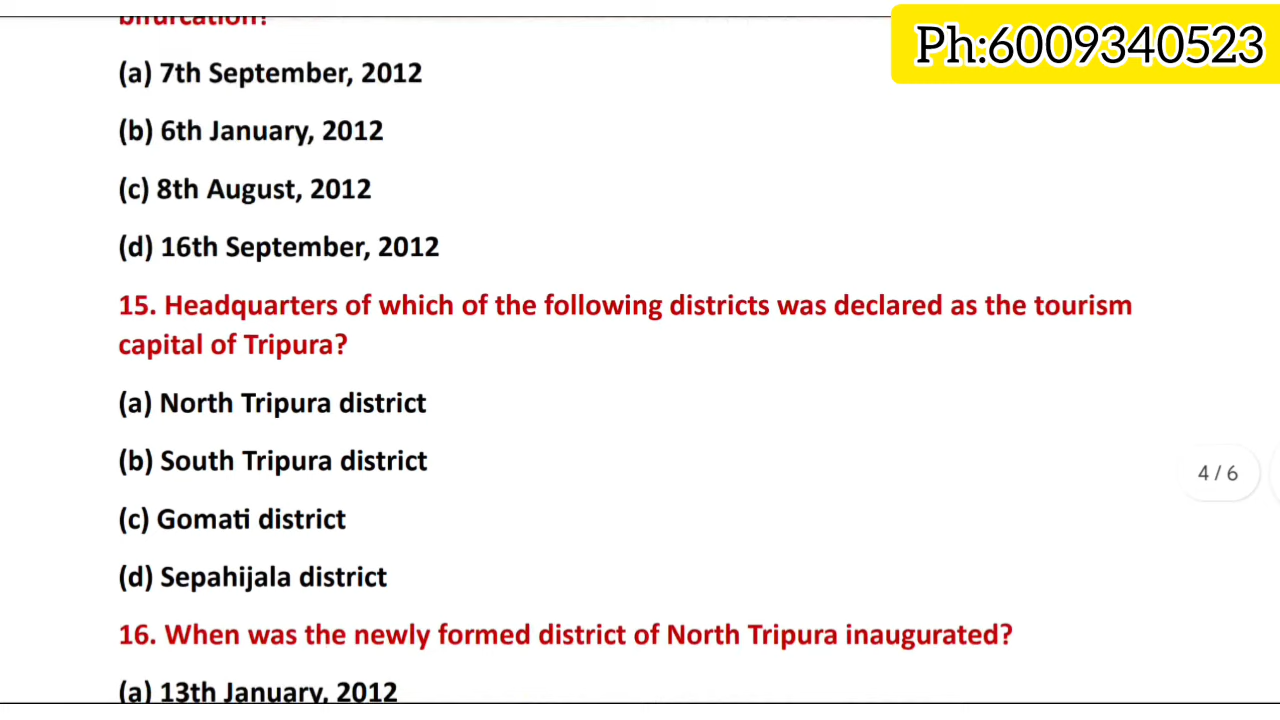 bifurcation?
Ph:6009340523
(a) 7th September, 2012
(b) 6th January, 2012
(c) 8th August, 2012
(d) 16th September, 2012
15. Headquarters of which of the following districts was declared as the tourism
capital of Tripura?
(a) North Tripura district
(b) South Tripura district
(c) Gomati district
4 / 6
(d) Sepahijala district
16. When was the newly formed district of North Tripura inaugurated?
(a) 13th January, 2012